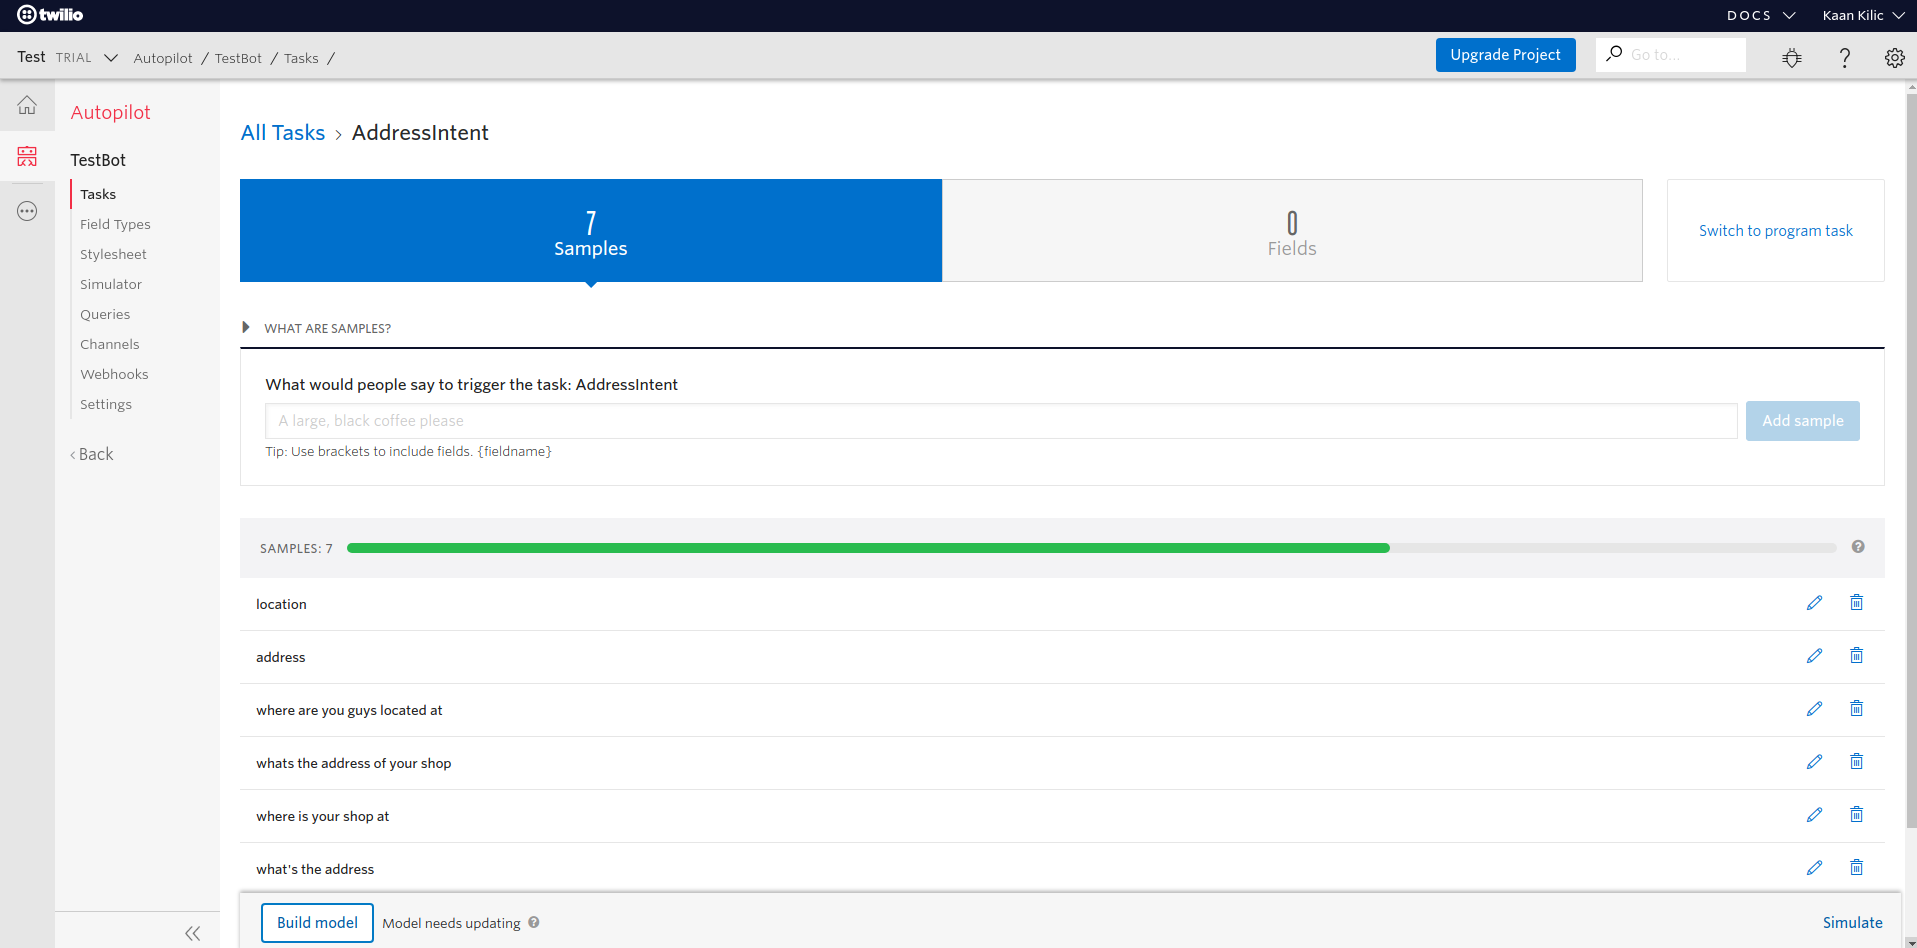 twilio
DOCS Kaan Kilic
Test TRIAL Autopilot / TestBot / Tasks / Upgrade Project Go to... ?
Autopilot
TestBot
Tasks
Field Types
Stylesheet
Simulator
Queries
Channels
Webhooks
Settings
‹ Back
All Tasks › AddressIntent
7
Samples
0
Fields
Switch to program task
WHAT ARE SAMPLES?
What would people say to trigger the task: AddressIntent
A large, black coffee please
Add sample
Tip: Use brackets to include fields. {fieldname}
SAMPLES: 7 ?
location
address
where are you guys located at
whats the address of your shop
where is your shop at
what's the address
Build model Model needs updating ? Simulate